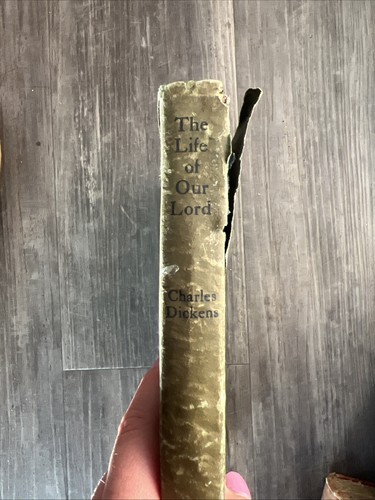 The
Life
of
Our
Lord
Charles
Dickens